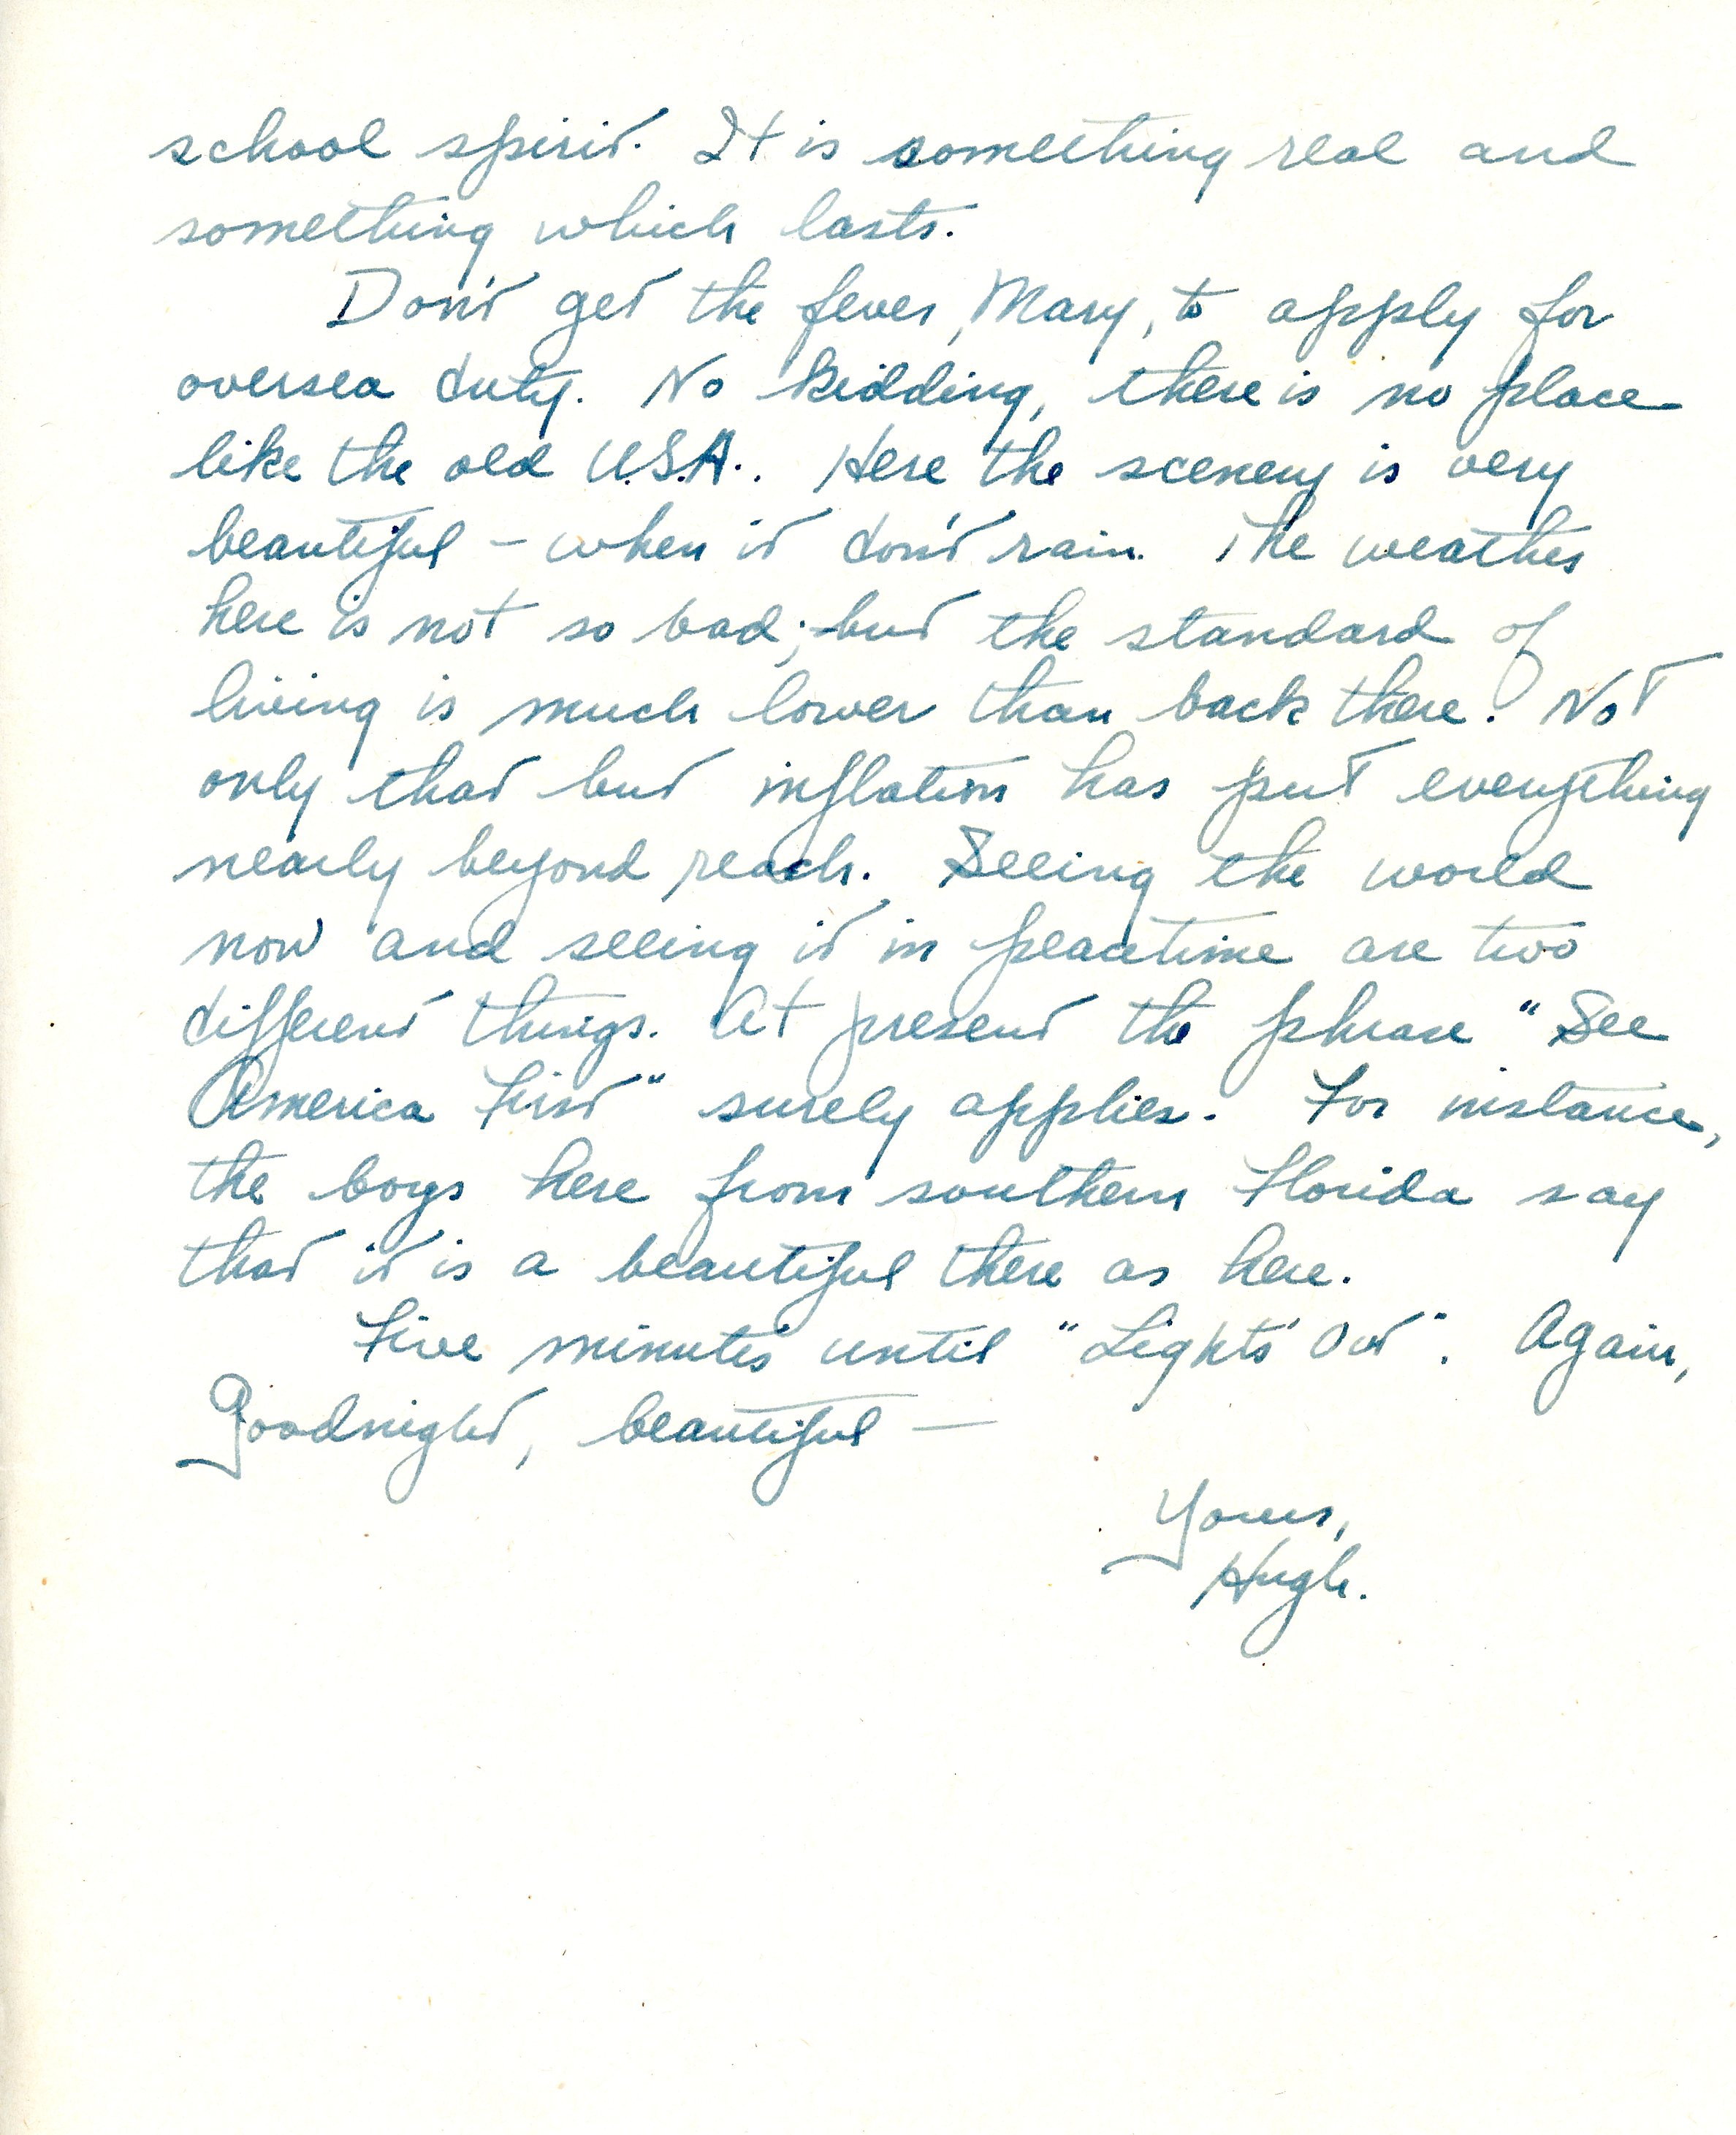 school spirit. It is something real and
something which lasts.
Don't get the fever, Mary, to apply for
oversea duty. No kidding, there is no place
like the old U.S.A.. Here the scenery is very
beautiful - when it don't rain. The weather
here is not so bad; but the standard of
living is much lower than back there. Not
only that but inflation has put everything
nearly beyond reach. Seeing the world
now and seeing it in peacetime are two
different things. At present the phrase "See
America First" surely applies. For instance,
the boys here from southern Florida say
that it is a beautiful there as here.
Five minutes until "Lights Out". Again,
Goodnight, beautiful —
Yours,
Hugh.